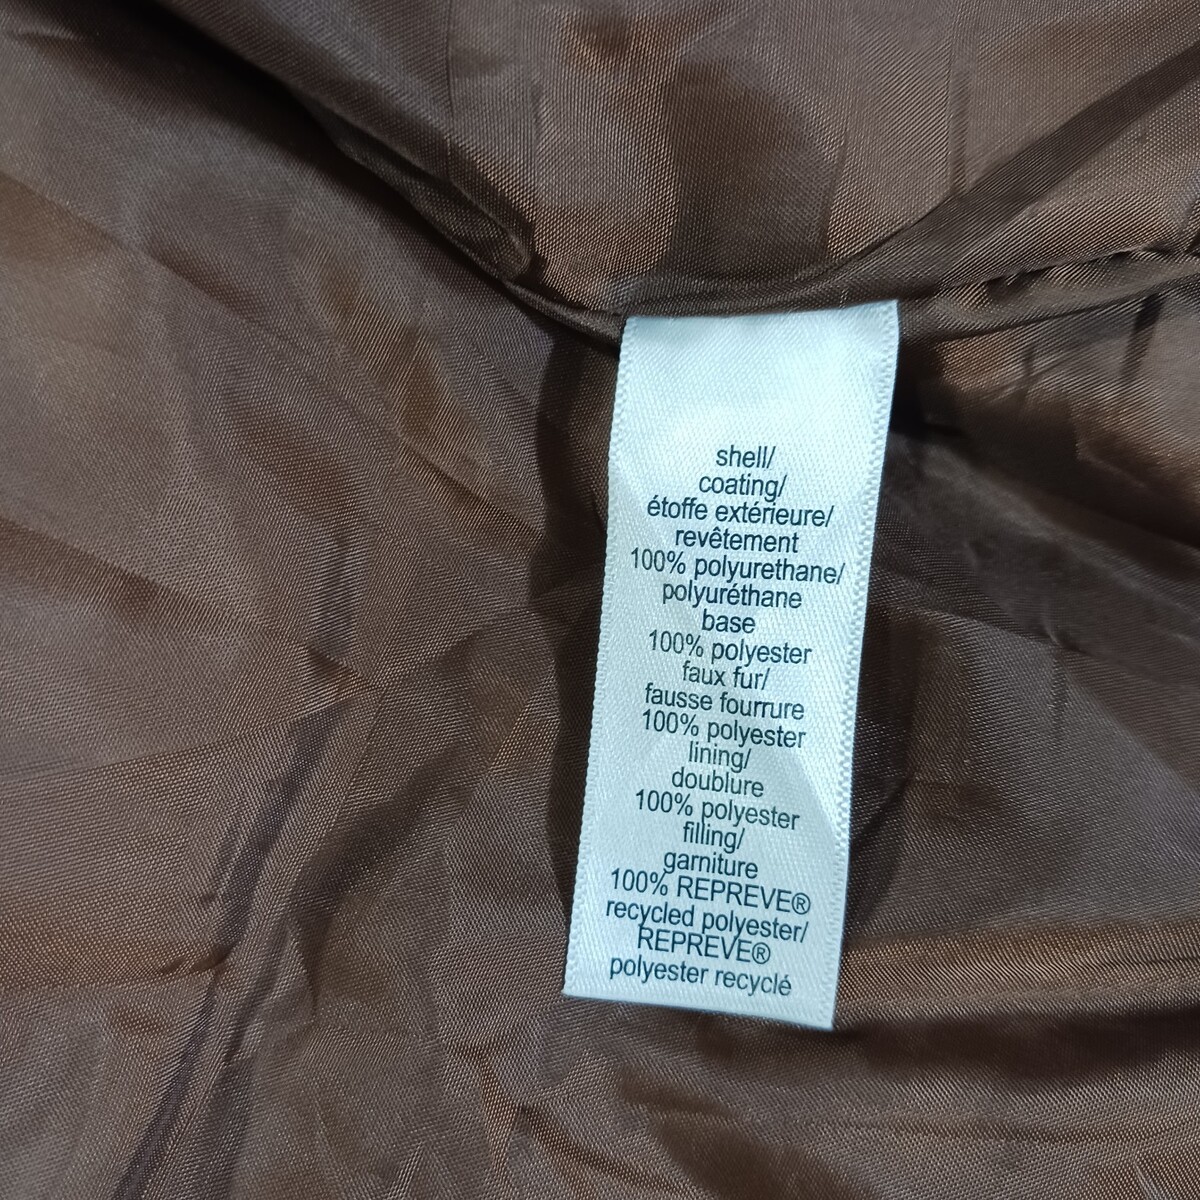 shell/
coating/
étoffe extérieure/
revêtement
100% polyurethane/
polyuréthane
base
100% polyester
faux fur/
fausse fourrure
100% polyester
lining/
doublure
100% polyester
filling/
garniture
100% REPREVE®
recycled polyester/
REPREVE®
polyester recyclé